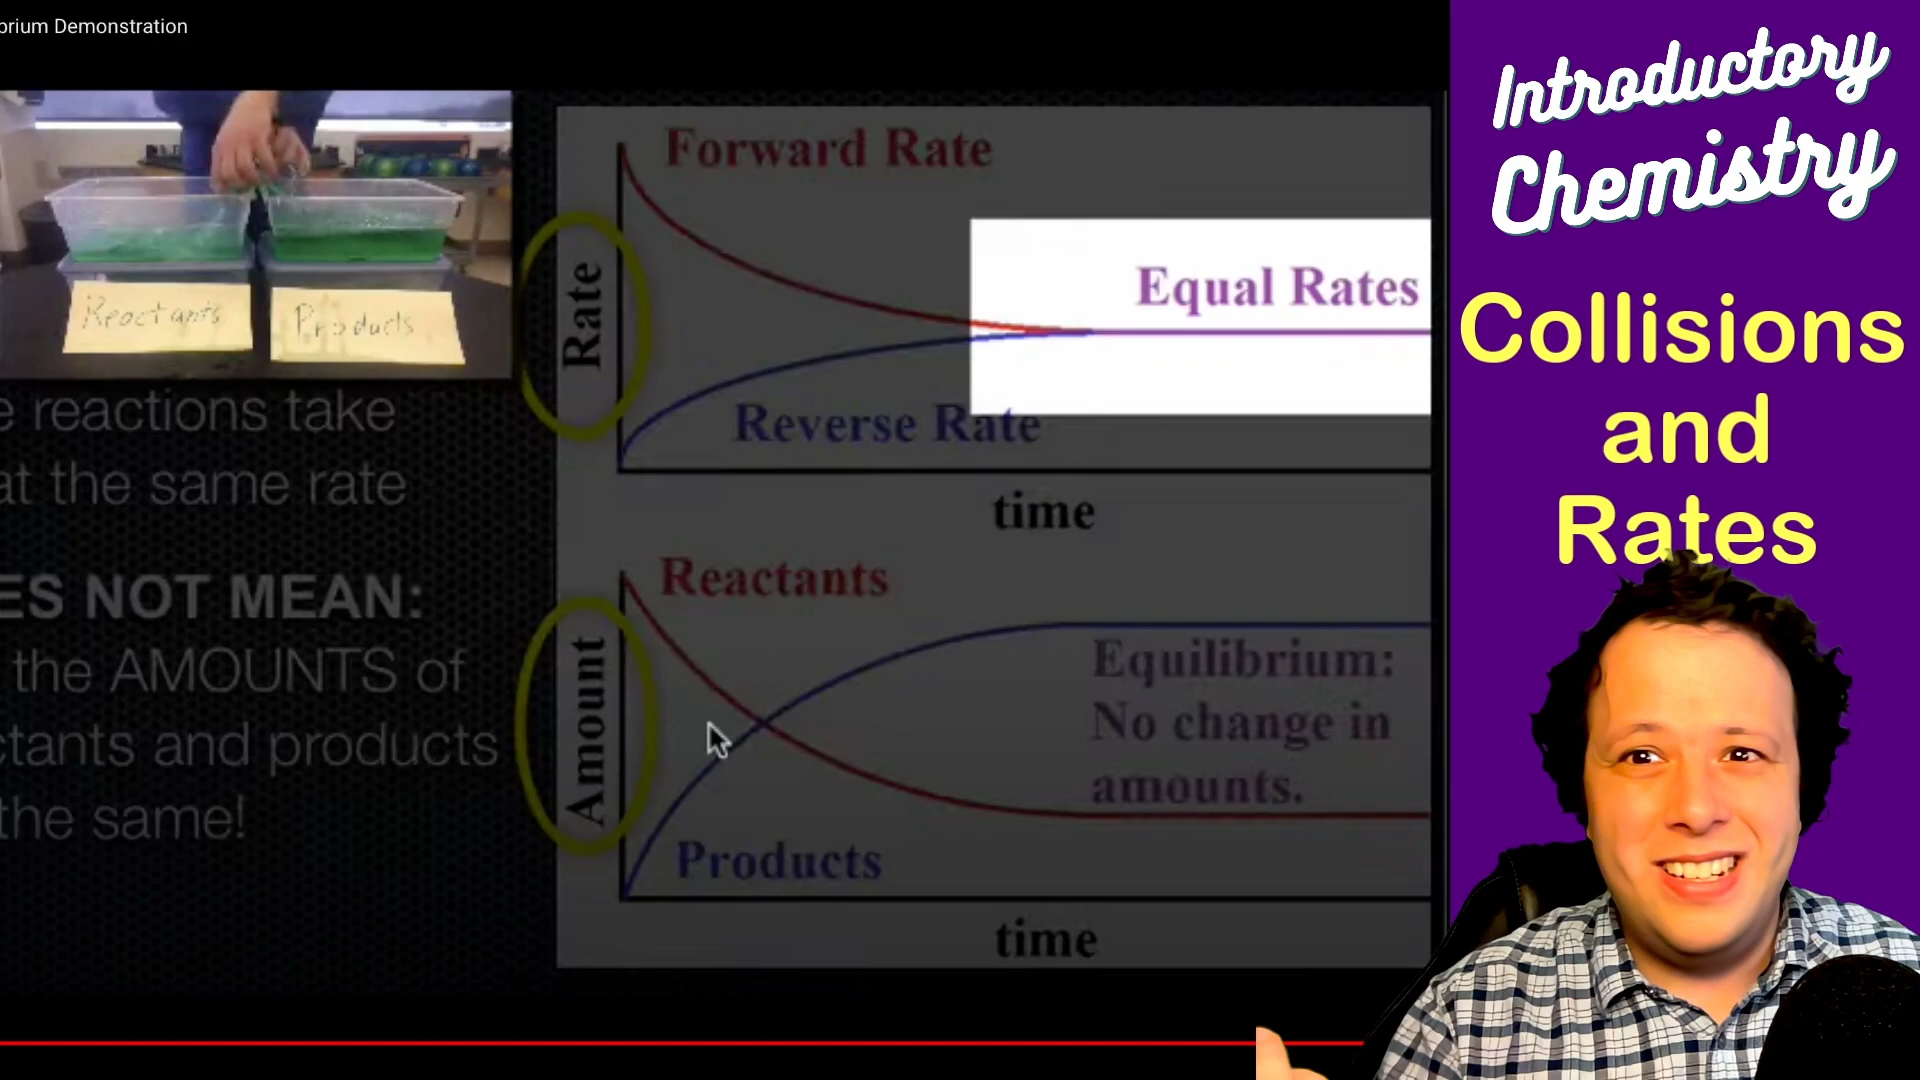 brium Demonstration
Reactants
Products
e reactions take
at the same rate
ES NOT MEAN:
the AMOUNTS of
ctants and products
the same!
Forward Rate
Rate
Equal Rates
Reverse Rate
time
Reactants
Amount
Equilibrium:
No change in
amounts.
Products
time
Introductory
Chemistry
Collisions
and
Rates